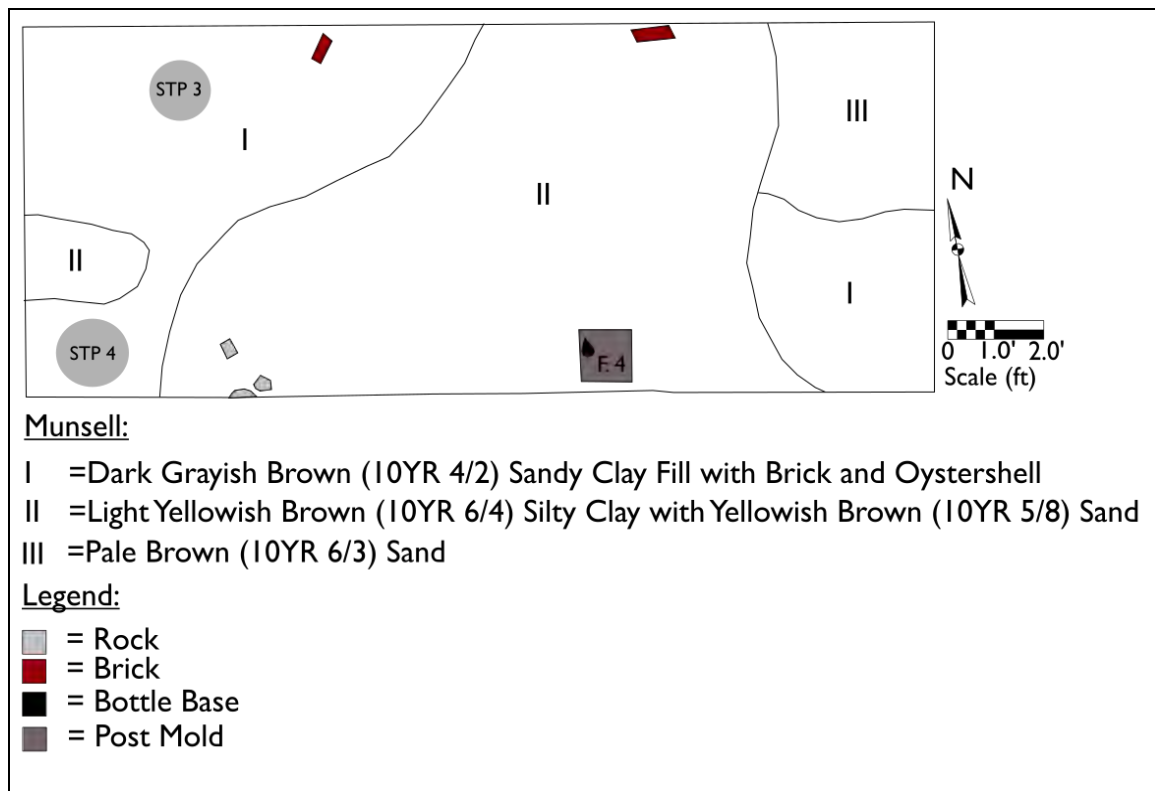 STP 3
I
III
II
N
II
I
STP 4
F. 4
0 1.0' 2.0'
Scale (ft)
Munsell:
I =Dark Grayish Brown (10YR 4/2) Sandy Clay Fill with Brick and Oystershell
II =Light Yellowish Brown (10YR 6/4) Silty Clay with Yellowish Brown (10YR 5/8) Sand
III =Pale Brown (10YR 6/3) Sand
Legend:
= Rock
= Brick
= Bottle Base
= Post Mold